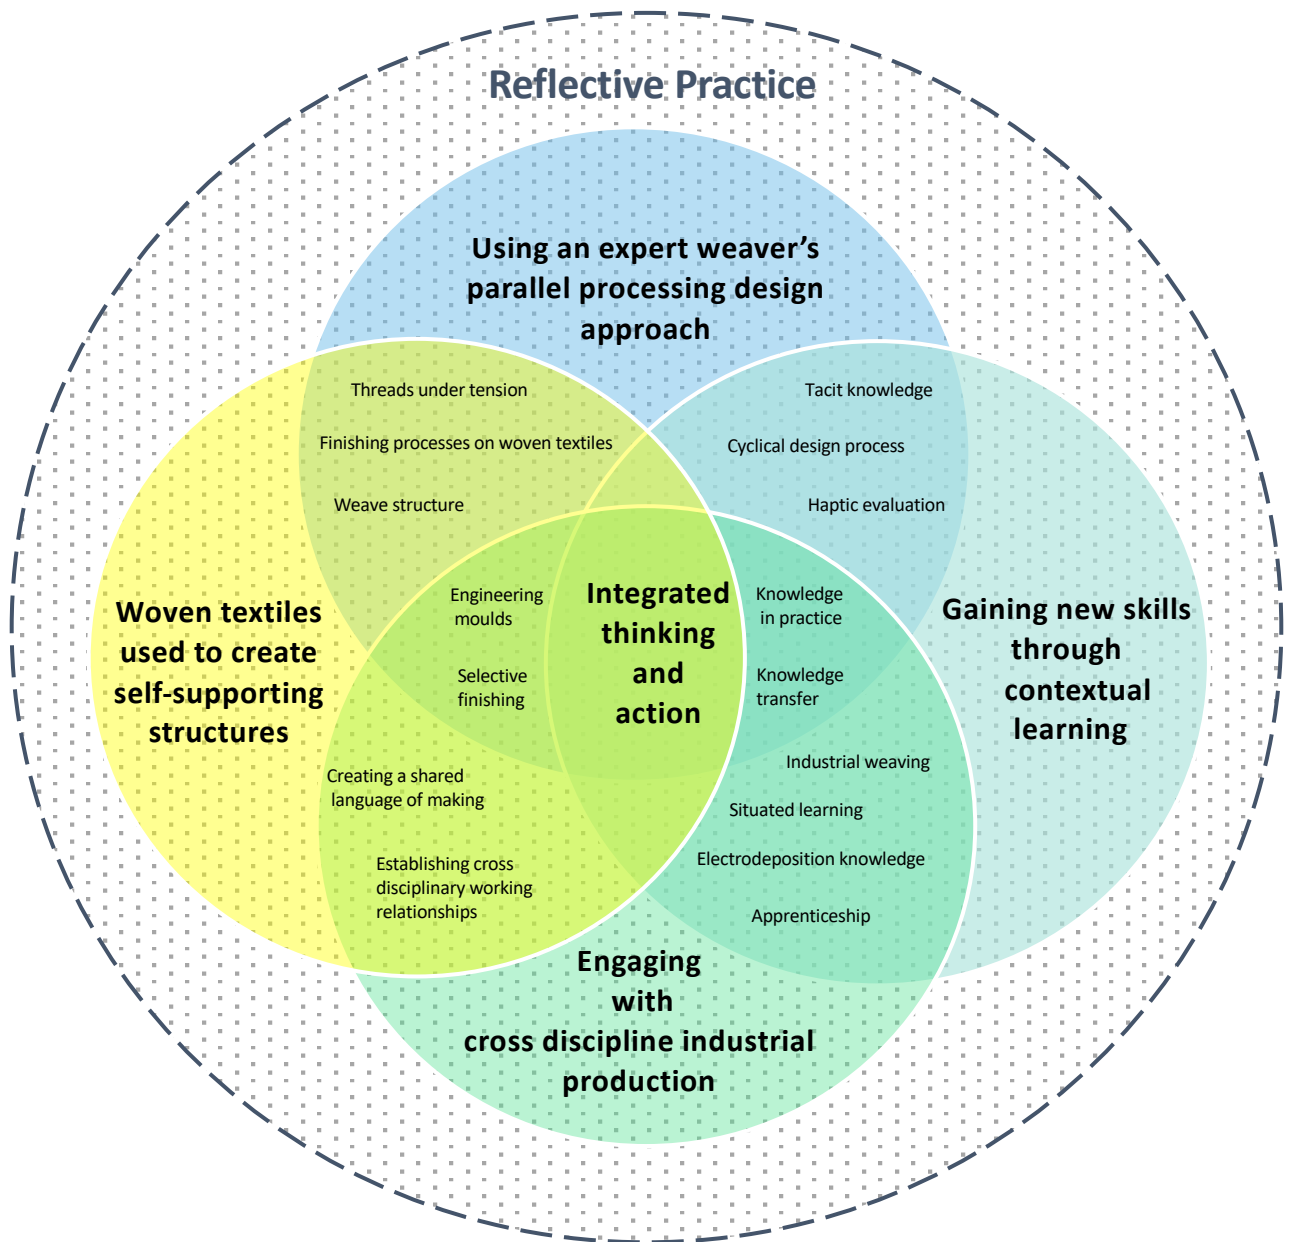 Reflective Practice
Using an expert weaver's
parallel processing design
approach
Threads under tension
Finishing processes on woven textiles
Weave structure
Tacit knowledge
Cyclical design process
Haptic evaluation
Woven textiles
used to create
self-supporting
structures
Engineering
moulds
Selective
finishing
Integrated
thinking
and
action
Knowledge
in practice
Knowledge
transfer
Gaining new skills
through
contextual
learning
Creating a shared
language of making
Establishing cross
disciplinary working
relationships
Industrial weaving
Situated learning
Electrodeposition knowledge
Apprenticeship
Engaging
with
cross discipline industrial
production